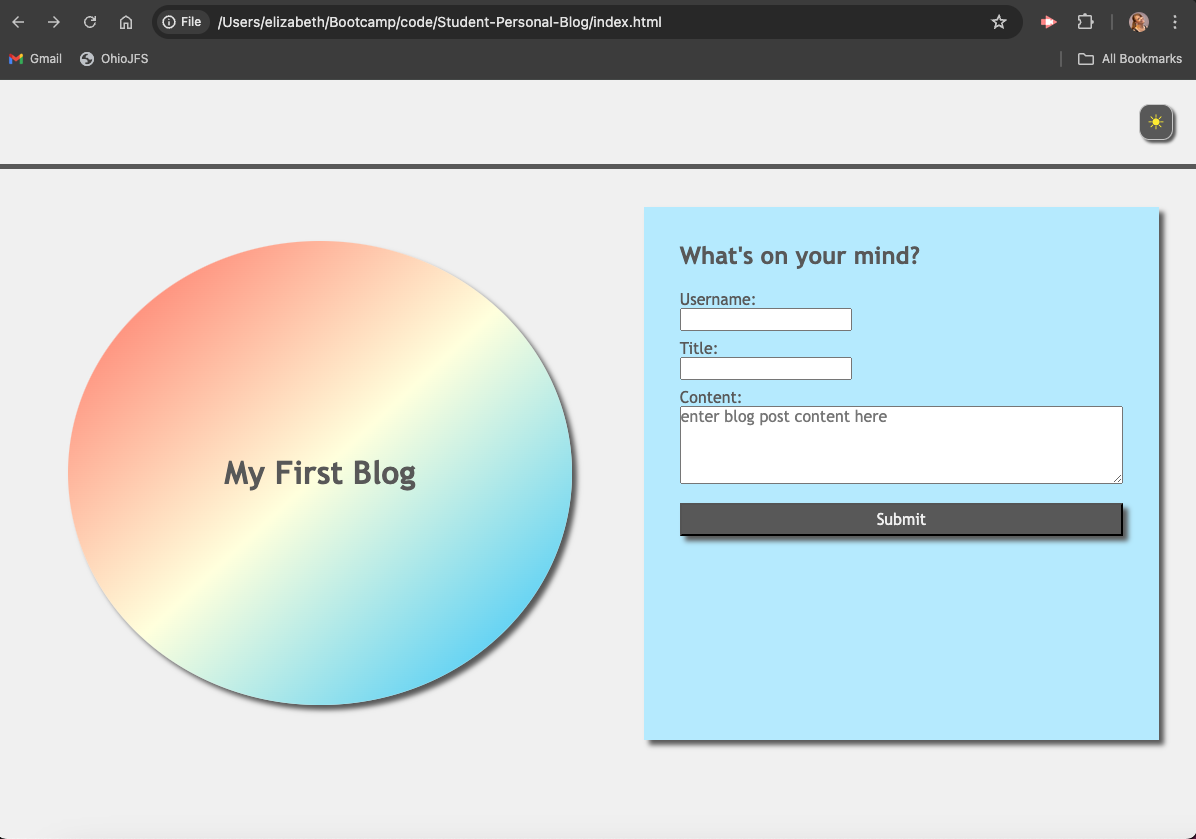 File /Users/elizabeth/Bootcamp/code/Student-Personal-Blog/index.html
Gmail OhioJFS All Bookmarks
My First Blog
What's on your mind?
Username:
Title:
Content:
enter blog post content here
Submit